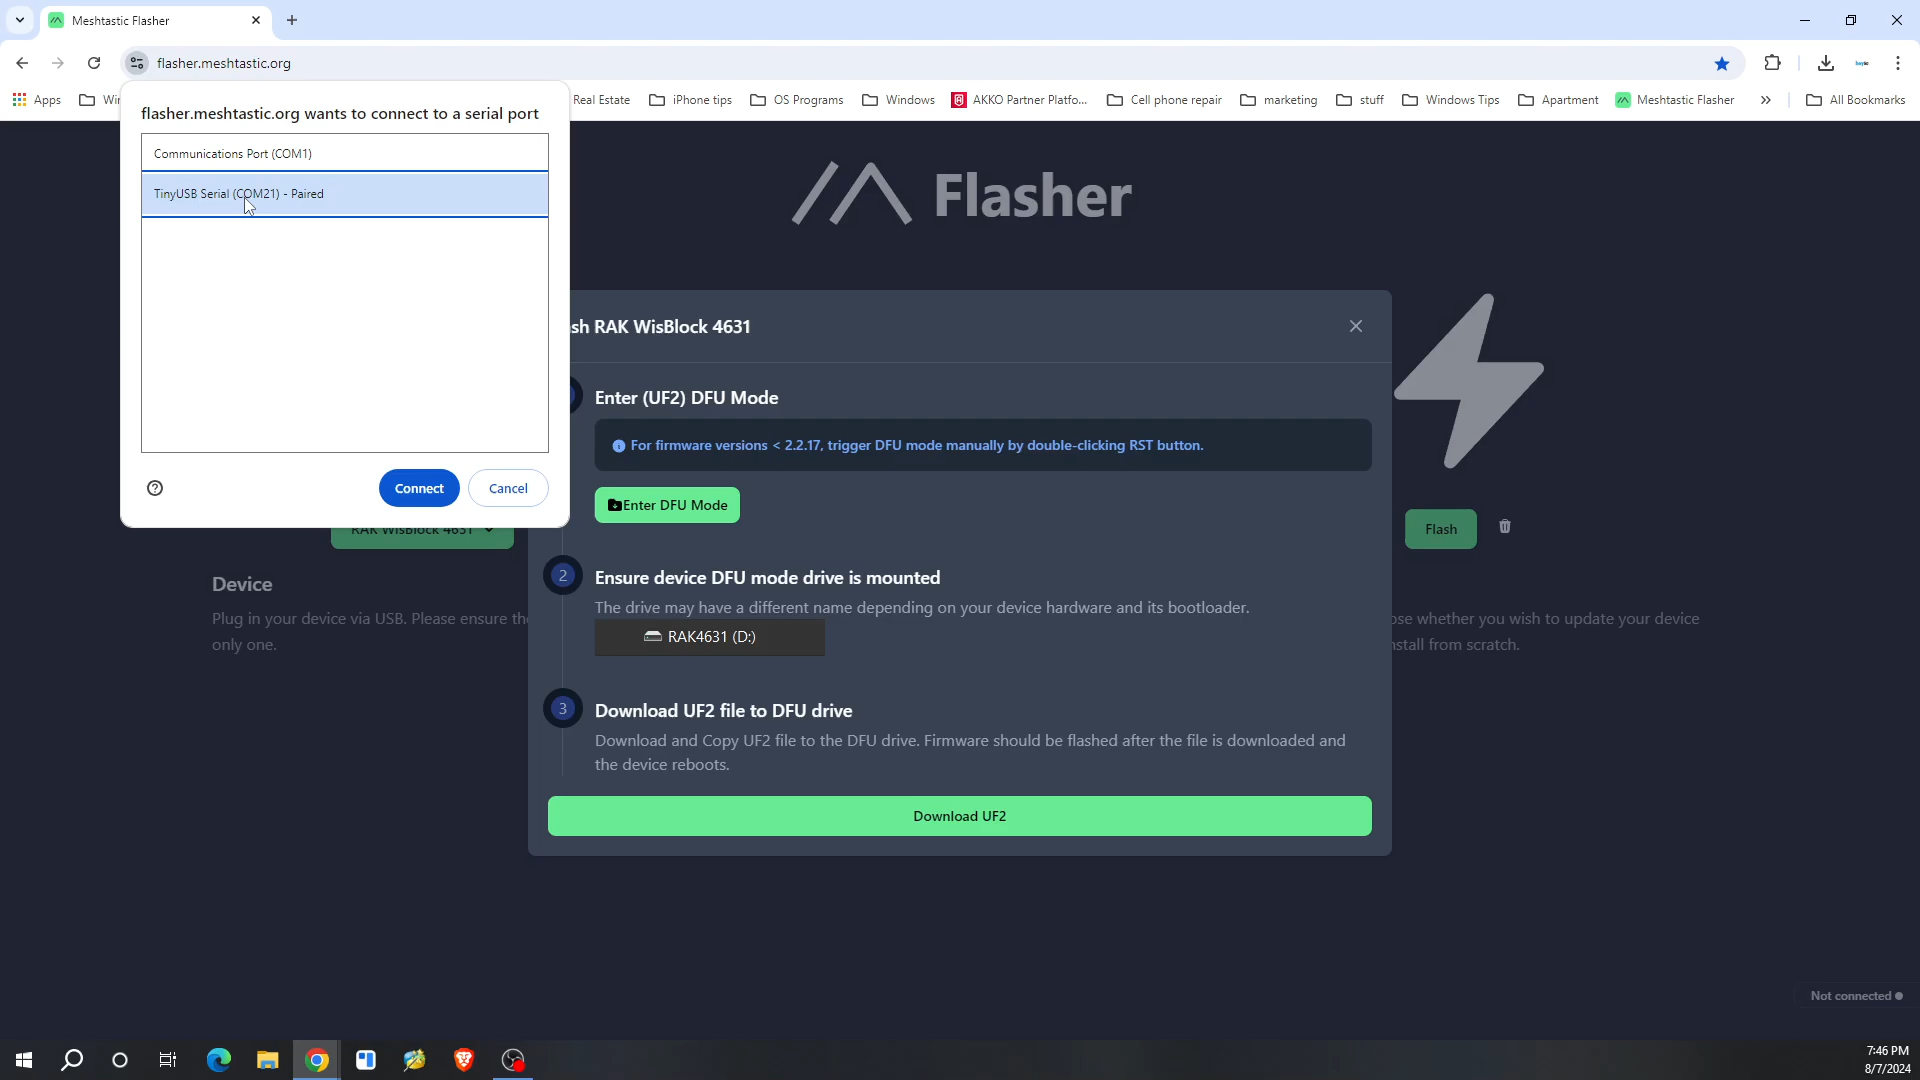 Meshtastic Flasher
flasher.meshtastic.org
Apps
Real Estate
iPhone tips
OS Programs
Windows
AKKO Partner Platfo...
Cell phone repair
marketing
stuff
Windows Tips
Apartment
Meshtastic Flasher
All Bookmarks
flasher.meshtastic.org wants to connect to a serial port
Communications Port (COM1)
TinyUSB Serial (COM21) - Paired
Connect
Cancel
Flasher
sh RAK WisBlock 4631
Enter (UF2) DFU Mode
For firmware versions < 2.2.17, trigger DFU mode manually by double-clicking RST button.
Enter DFU Mode
RAK WisBlock 4631
Flash
2
Ensure device DFU mode drive is mounted
The drive may have a different name depending on your device hardware and its bootloader.
RAK4631 (D:)
Device
Plug in your device via USB. Please ensure
only one.
whether you wish to update your device
from scratch.
3
Download UF2 file to DFU drive
Download and Copy UF2 file to the DFU drive. Firmware should be flashed after the file is downloaded and
the device reboots.
Download UF2
Not connected
7:46 PM
8/7/2024